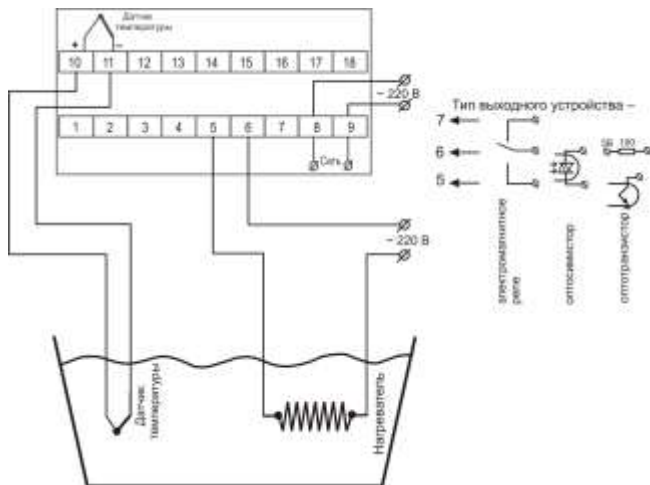 Датчик
температуры
+ –
10 11 12 13 14 15 16 17 18
~ 220 В
1 2 3 4 5 6 7 8 9
Сеть
Тип выходного устройства –
7
6
5
электромагнитное
реле
оптосимистор
оптотранзистор
~ 220 В
Датчик
температуры
Нагреватель